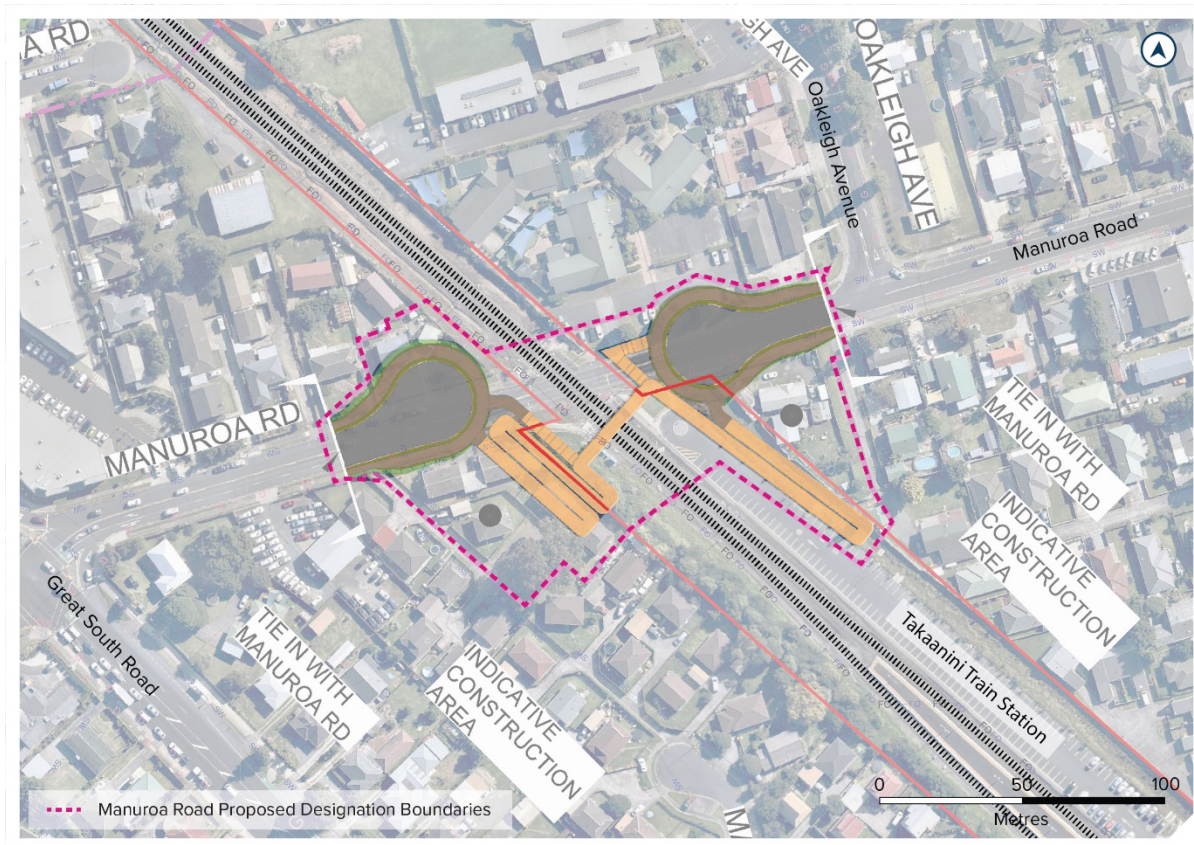 A RD
GH AVE
OAKLEIGH AVE
Oakleigh Avenue
Manuroa Road
MANUROA RD
TIE IN WITH
MANUROA RD
INDICATIVE
CONSTRUCTION
AREA
Great South Road
TIE IN WITH
MANUROA RD
INDICATIVE
CONSTRUCTION
AREA
Takaanini Train Station
0 50 100
Metres
Manuroa Road Proposed Designation Boundaries